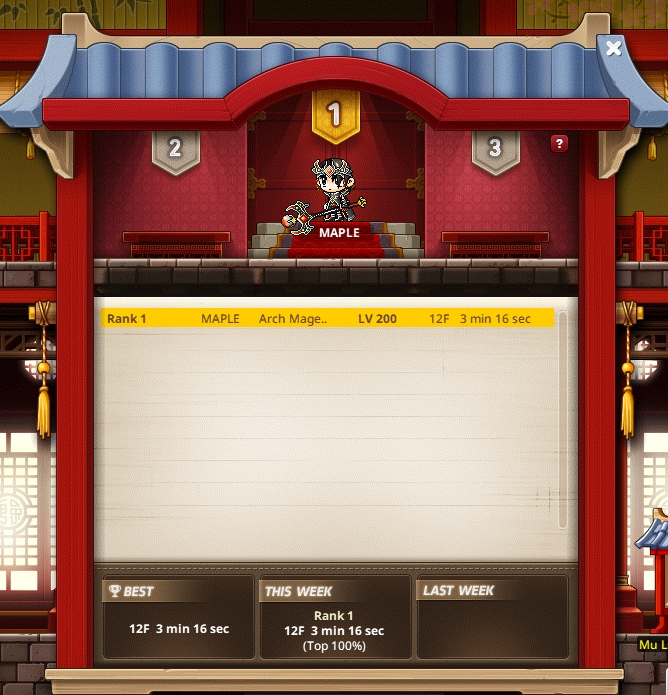 1
2
3
?
MAPLE
Rank 1 MAPLE Arch Mage.. LV 200 12F 3 min 16 sec
BEST
12F 3 min 16 sec
THIS WEEK
Rank 1
12F 3 min 16 sec
(Top 100%)
LAST WEEK
Mu L